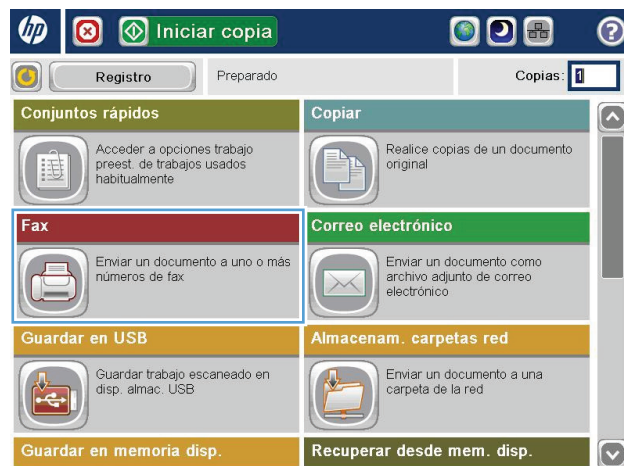 hp
Iniciar copia
?
Registro
Preparado
Copias: 1
Conjuntos rápidos
Acceder a opciones trabajo
preest. de trabajos usados
habitualmente
Copiar
Realice copias de un documento
original
Fax
Enviar un documento a uno o más
números de fax
Correo electrónico
Enviar un documento como
archivo adjunto de correo
electrónico
Guardar en USB
Guardar trabajo escaneado en
disp. almac. USB
Almacenam. carpetas red
Enviar un documento a una
carpeta de la red
Guardar en memoria disp.
Recuperar desde mem. disp.